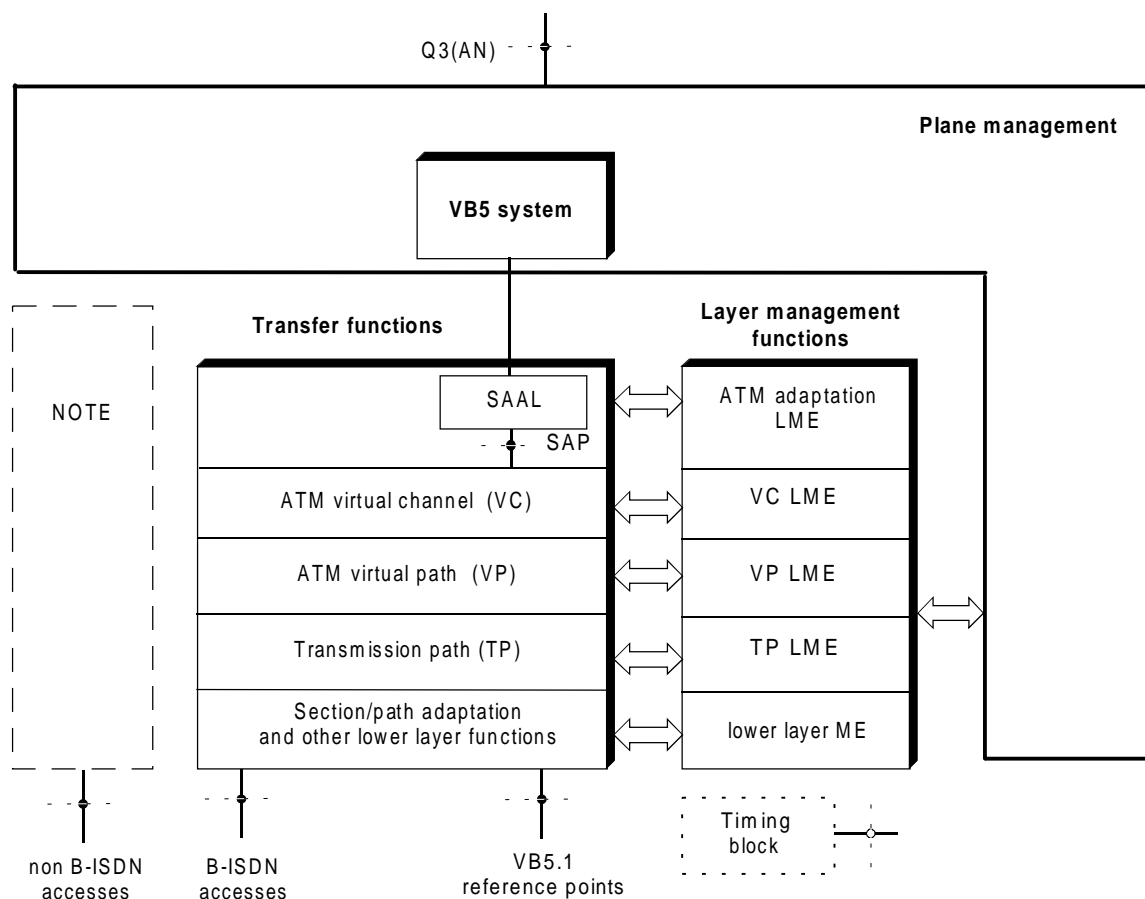 Q3(AN)
Plane management
VB5 system
Transfer functions
Layer management
functions
NOTE
SAAL
SAP
ATM adaptation
LME
ATM virtual channel (VC)
VC LME
ATM virtual path (VP)
VP LME
Transmission path (TP)
TP LME
Section/path adaptation
and other lower layer functions
lower layer ME
Timing
block
non B-ISDN
accesses
B-ISDN
accesses
VB5.1
reference points